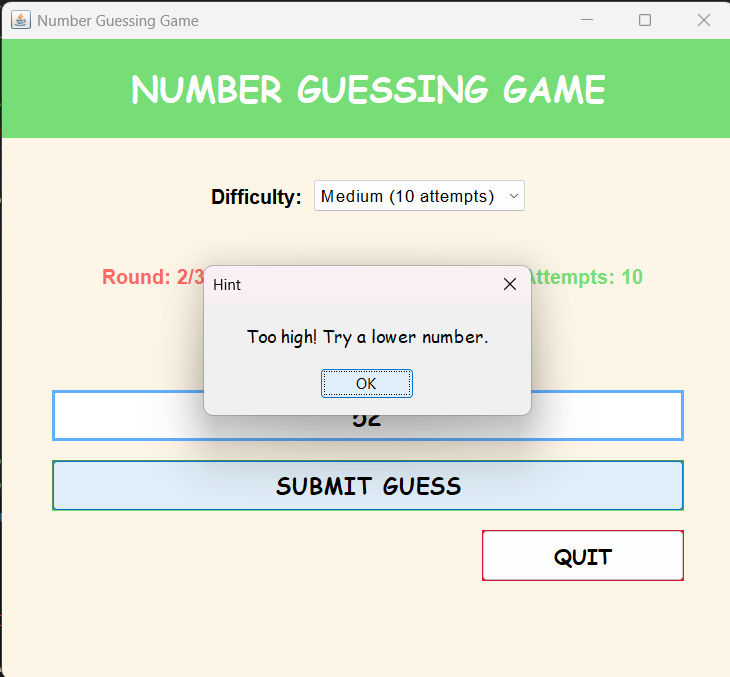 Number Guessing Game
NUMBER GUESSING GAME
Difficulty: Medium (10 attempts)
Round: 2/3
Attempts: 10
Hint
Too high! Try a lower number.
OK
52
SUBMIT GUESS
QUIT